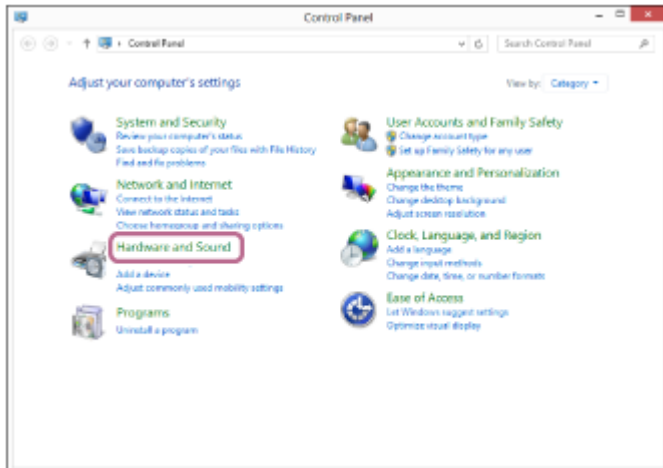 Control Panel
Control Panel
Search Control Panel
Adjust your computer's settings
View by: Category
System and Security
Review your computer's status
Save backup copies of your files with File History
Find and fix problems
Network and Internet
Connect to the Internet
View network status and tasks
Choose homegroup and sharing options
Hardware and Sound
Add a device
Adjust commonly used mobility settings
Programs
Uninstall a program
User Accounts and Family Safety
Change account type
Set up Family Safety for any user
Appearance and Personalization
Change the theme
Change desktop background
Adjust screen resolution
Clock, Language, and Region
Add a language
Change input methods
Change date, time, or number formats
Ease of Access
Let Windows suggest settings
Optimize visual display